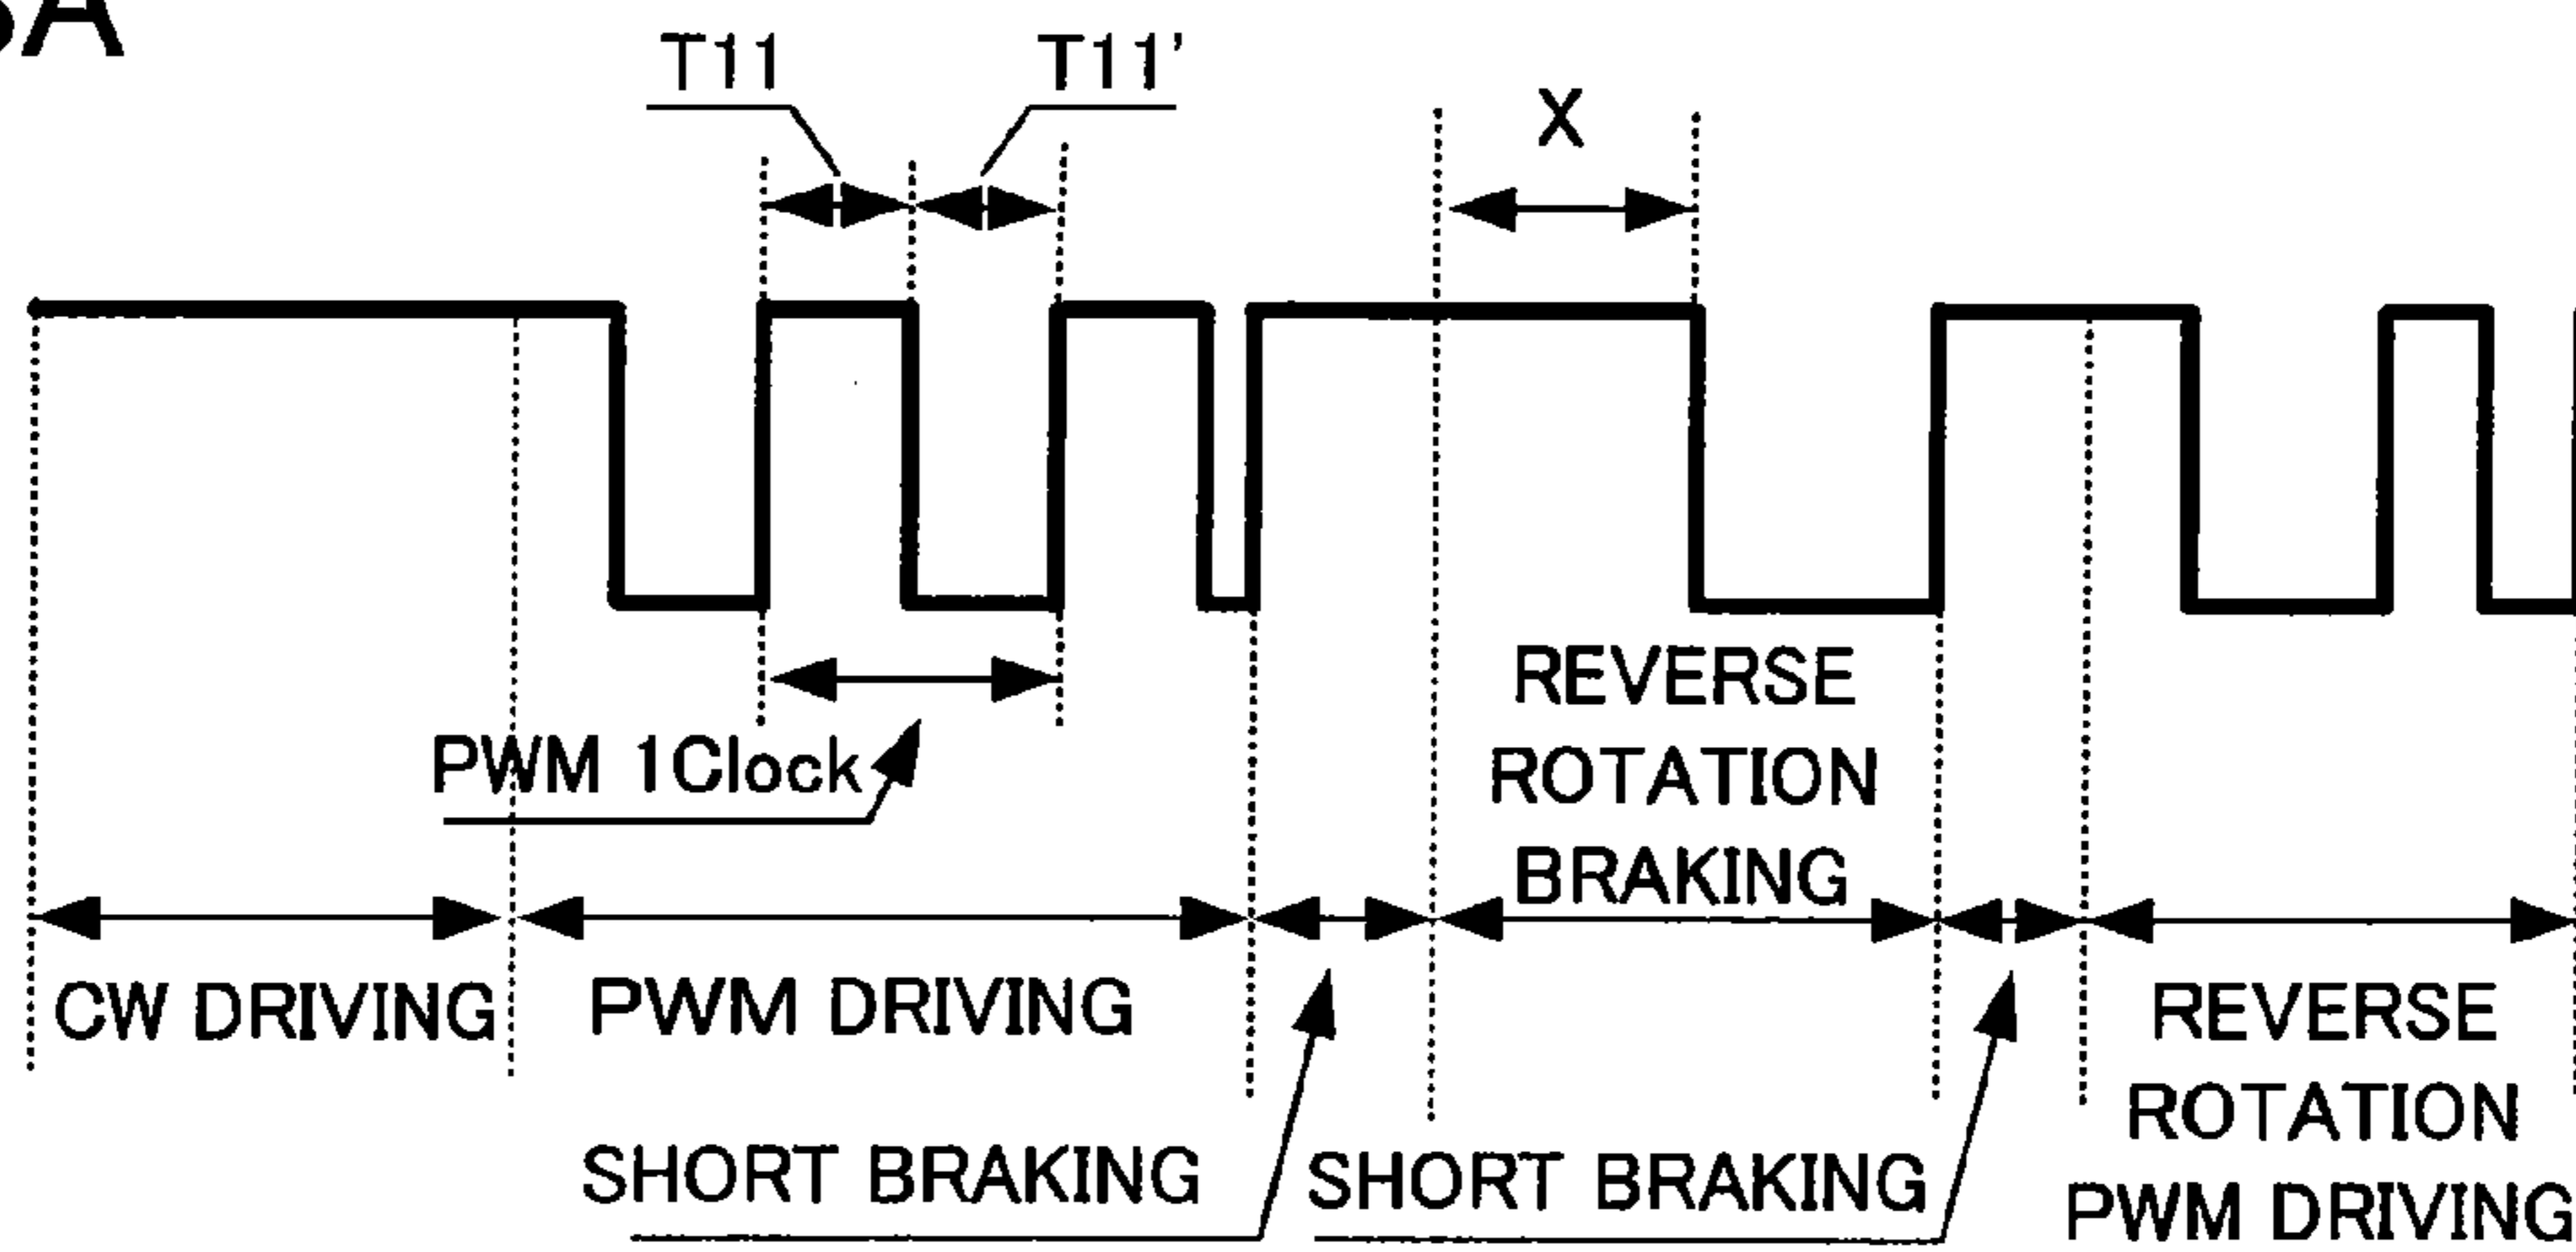 T11
T11'
X
PWM 1Clock
REVERSE
ROTATION
BRAKING
CW DRIVING
PWM DRIVING
REVERSE
ROTATION
PWM DRIVING
SHORT BRAKING
SHORT BRAKING